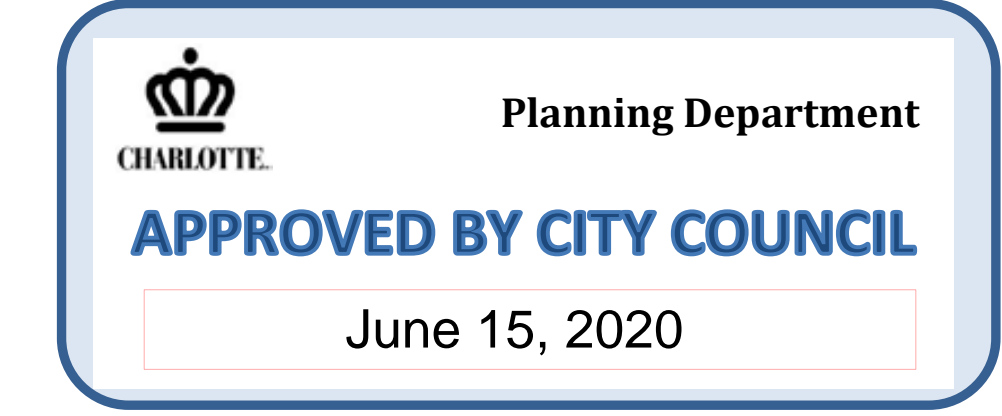 Planning Department
CHARLOTTE.
APPROVED BY CITY COUNCIL
June 15, 2020